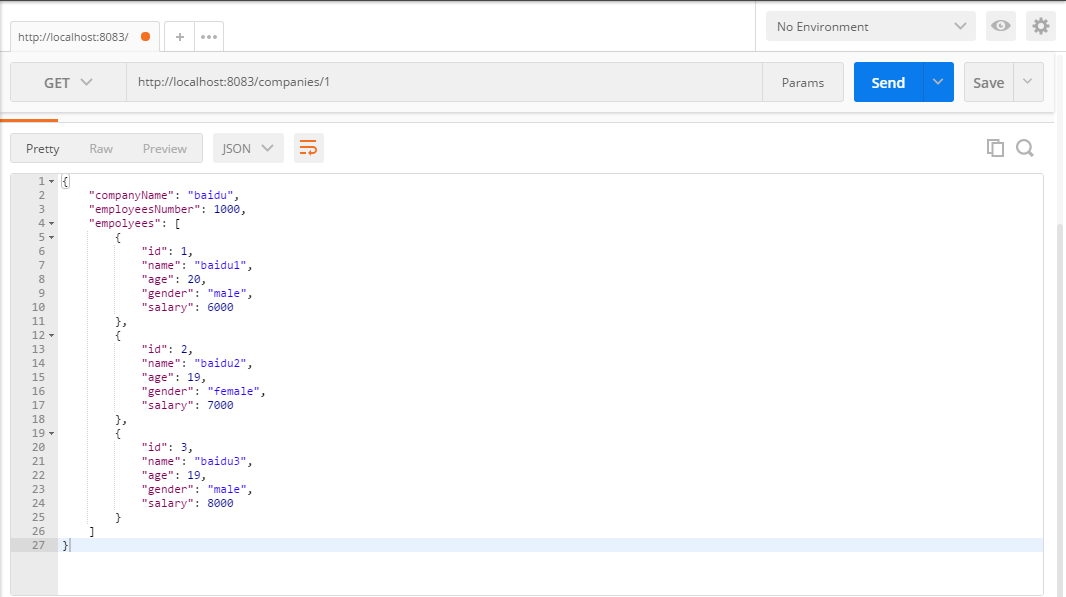 http://localhost:8083/
+
No Environment
GET
http://localhost:8083/companies/1
Params
Send
Save
Pretty
Raw
Preview
JSON
1 {
2 "companyName": "baidu",
3 "employeesNumber": 1000,
4 "empolyees": [
5 {
6 "id": 1,
7 "name": "baidu1",
8 "age": 20,
9 "gender": "male",
10 "salary": 6000
11 },
12 {
13 "id": 2,
14 "name": "baidu2",
15 "age": 19,
16 "gender": "female",
17 "salary": 7000
18 },
19 {
20 "id": 3,
21 "name": "baidu3",
22 "age": 19,
23 "gender": "male",
24 "salary": 8000
25 }
26 ]
27 }